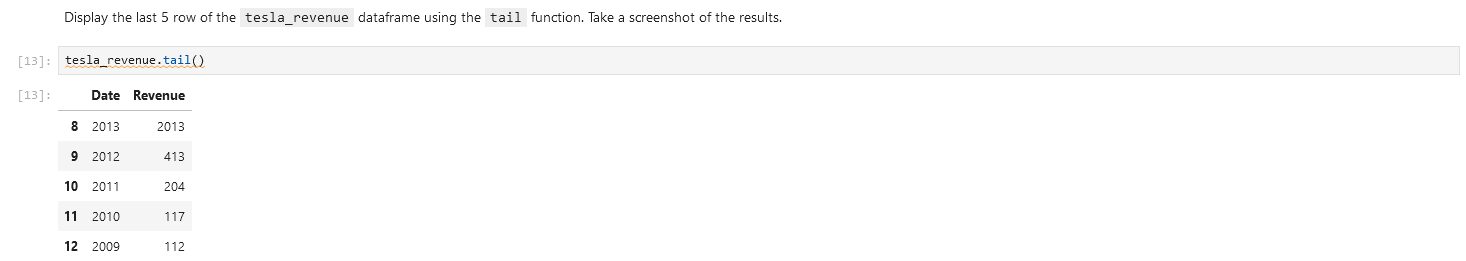 Display the last 5 row of the tesla_revenue dataframe using the tail function. Take a screenshot of the results.
[13]: tesla_revenue.tail()
[13]: Date Revenue
8 2013 2013
9 2012 413
10 2011 204
11 2010 117
12 2009 112